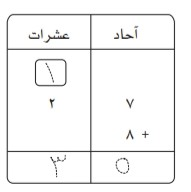 آحاد عشرات
١
٧ ٢
+ ٨
٥ ٣